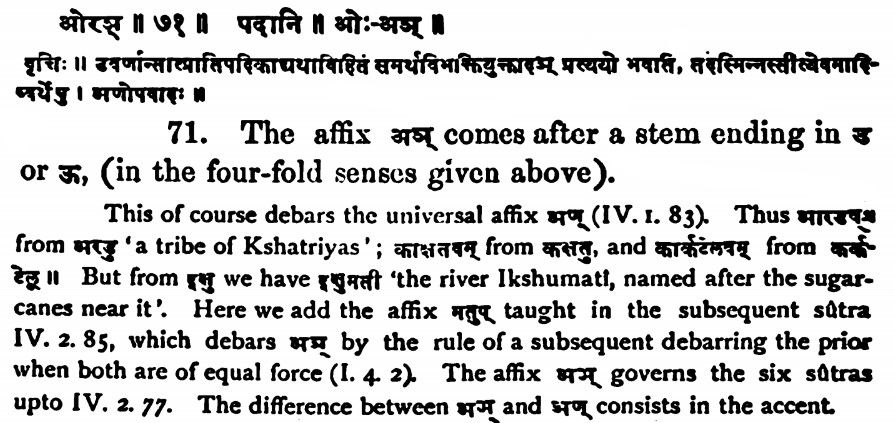 ओरञ् ॥ ७१ ॥ पदानि ॥ ओः-अञ् ॥
वृत्तिः ॥ उवर्णान्तात्प्रातिपदिकाद्यथाविहितं समर्थविभक्तियुक्तादञ् प्रत्ययो भवति, तदस्मिन्नस्तीत्येवमादि-
ष्वर्थेषु । अणोपवादः ॥
71. The affix अञ् comes after a stem ending in उ
or ऊ, (in the four-fold senses given above).
This of course debars the universal affix अण् (IV. 1. 83). Thus आरडवम्
from अरडु 'a tribe of Kshatriyas'; काक्षतवम् from कक्षतु, and कार्कटेलवम् from कर्क-
टेलू ॥ But from इक्षु we have इक्षुमती 'the river Ikshumatî, named after the sugar-
canes near it'. Here we add the affix मतुप् taught in the subsequent sûtra
IV. 2. 85, which debars अञ् by the rule of a subsequent debarring the prior
when both are of equal force (I. 4. 2). The affix अञ् governs the six sûtras
upto IV. 2. 77. The difference between अञ् and अण् consists in the accent.